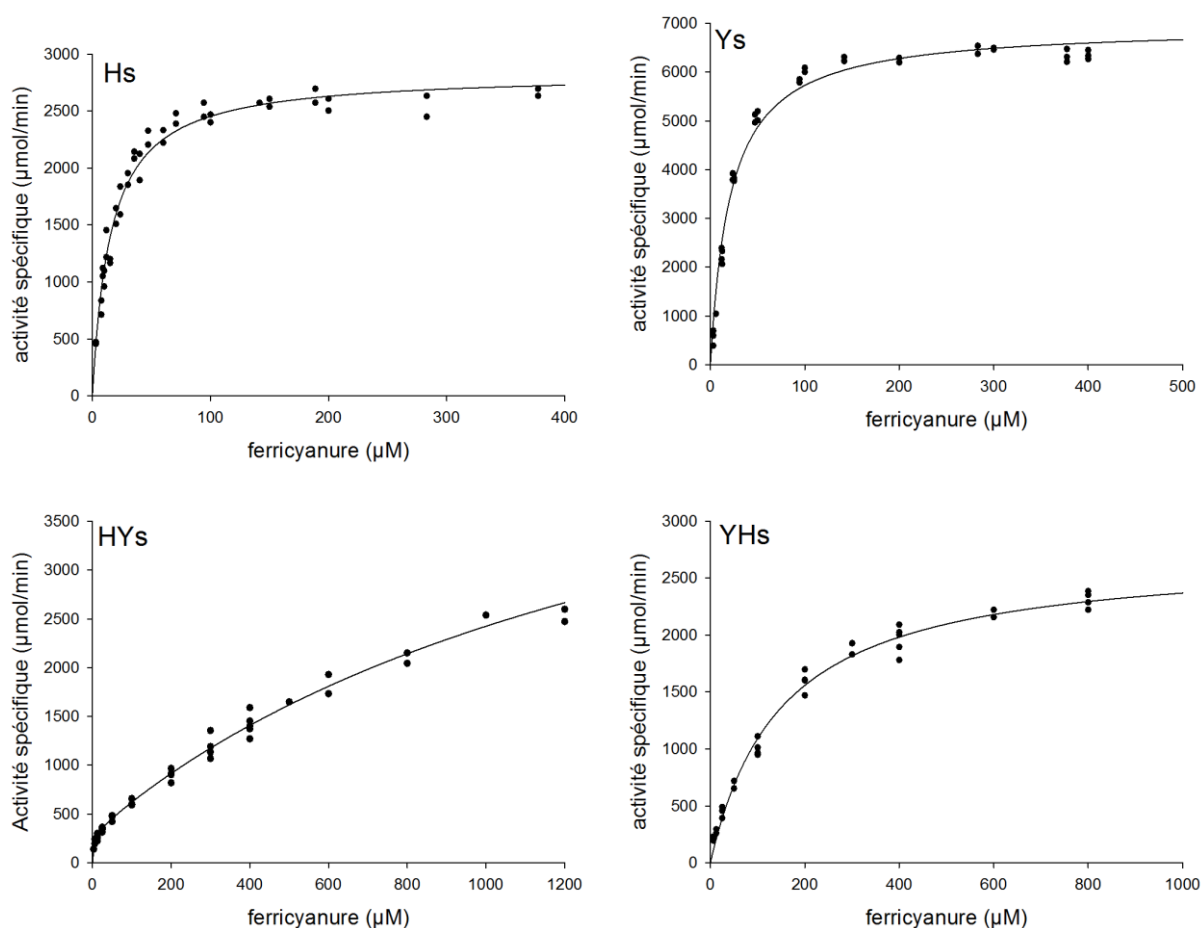 Hs
activité spécifique (µmol/min)
3000
2500
2000
1500
1000
500
0
0 100 200 300 400
ferricyanure (µM)
Ys
activité spécifique (µmol/min)
7000
6000
5000
4000
3000
2000
1000
0
0 100 200 300 400 500
ferricyanure (µM)
HYs
Activité spécifique (µmol/min)
3500
3000
2500
2000
1500
1000
500
0
0 200 400 600 800 1000 1200
ferricyanure (µM)
YHs
activité spécifique (µmol/min)
3000
2500
2000
1500
1000
500
0
0 200 400 600 800 1000
ferricyanure (µM)